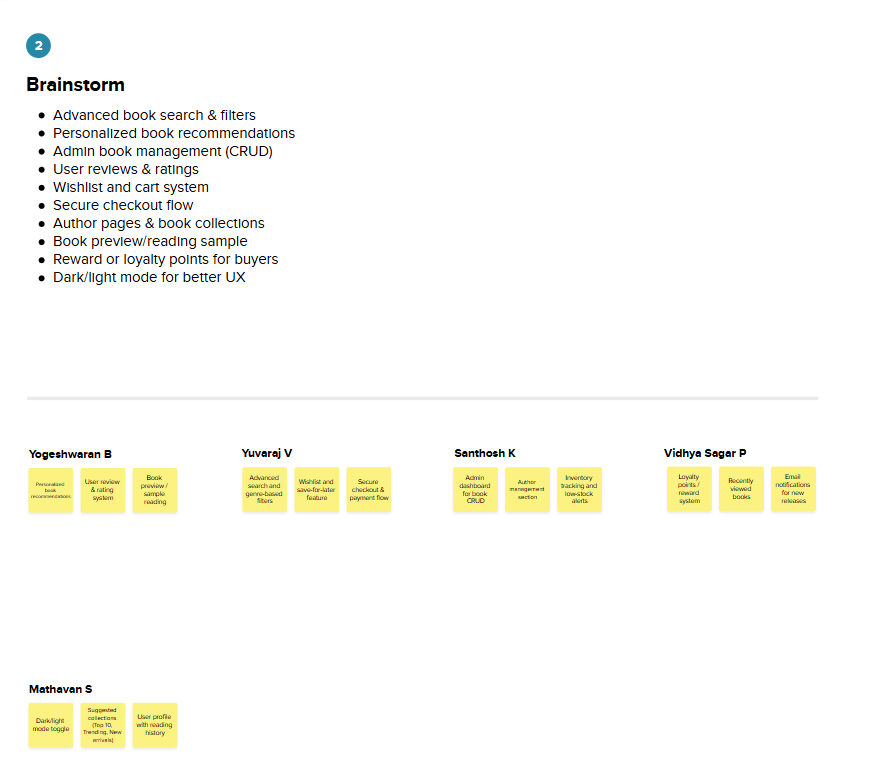 2
Brainstorm
Advanced book search & filters
Personalized book recommendations
Admin book management (CRUD)
User reviews & ratings
Wishlist and cart system
Secure checkout flow
Author pages & book collections
Book preview/reading sample
Reward or loyalty points for buyers
Dark/light mode for better UX
Yogeshwaran B
Personalized
book
recommendations
User review
& rating
system
Book
preview /
sample
reading
Yuvaraj V
Advanced
search and
genre-based
filters
Wishlist and
save-for-later
feature
Secure
checkout &
payment flow
Santhosh K
Admin
dashboard
for book
CRUD
Author
management
section
Inventory
tracking and
low-stock
alerts
Vidhya Sagar P
Loyalty
points /
reward
system
Recently
viewed
books
Email
notifications
for new
releases
Mathavan S
Dark/light
mode toggle
Suggested
collections
(Top 10,
Trending, New
arrivals)
User profile
with reading
history